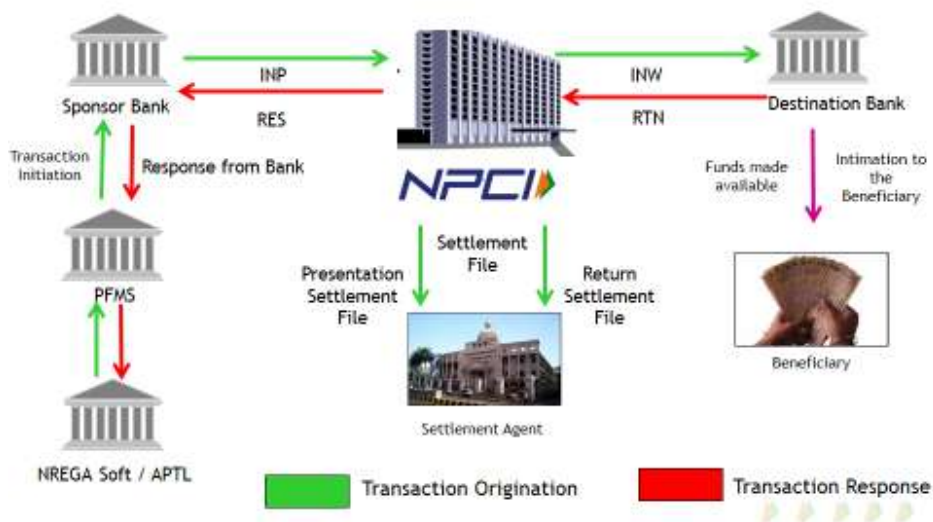 INP
INW
Sponsor Bank
RES
RTN
Destination Bank
Transaction
Initiation
Response from Bank
Funds made
available
Intimation to
the
Beneficiary
NPCI
PFMS
Presentation
Settlement
File
Settlement
File
Return
Settlement
File
Beneficiary
Settlement Agent
NREGA Soft / APTL
Transaction Origination
Transaction Response